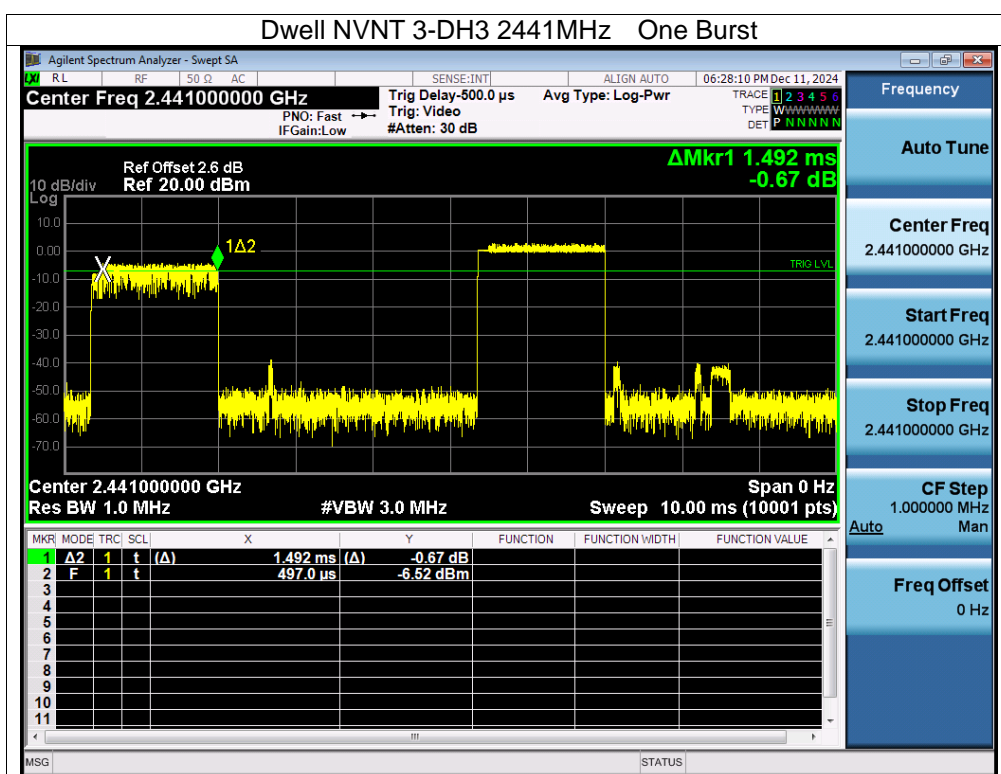 Dwell NVNT 3-DH3 2441MHz One Burst
Agilent Spectrum Analyzer - Swept SA
LXI RL RF 50 Ω AC SENSE:INT ALIGN AUTO 06:28:10 PM Dec 11, 2024
Center Freq 2.441000000 GHz Trig Delay-500.0 µs Avg Type: Log-Pwr TRACE 1 2 3 4 5 6
PNO: Fast Trig: Video TYPE WWWWWW
IFGain:Low #Atten: 30 dB DET P N N N N N
Frequency
Auto Tune
Center Freq
2.441000000 GHz
Start Freq
2.441000000 GHz
Stop Freq
2.441000000 GHz
CF Step
1.000000 MHz
Auto Man
Freq Offset
0 Hz
ΔMkr1 1.492 ms
-0.67 dB
Ref Offset 2.6 dB
10 dB/div Ref 20.00 dBm
Log
10.0
0.00
-10.0
-20.0
-30.0
-40.0
-50.0
-60.0
-70.0
1Δ2
TRIG LVL
Center 2.441000000 GHz Span 0 Hz
Res BW 1.0 MHz #VBW 3.0 MHz Sweep 10.00 ms (10001 pts)
MKR MODE TRC SCL X Y FUNCTION FUNCTION WIDTH FUNCTION VALUE
1 Δ2 1 t (Δ) 1.492 ms (Δ) -0.67 dB
2 F 1 t 497.0 µs -6.52 dBm
3
4
5
6
7
8
9
10
11
MSG STATUS